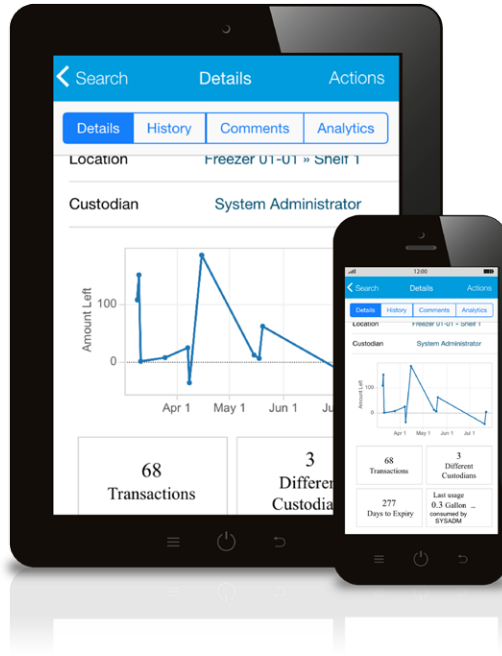 Search Details Actions
Details History Comments Analytics
Location Freezer 01-01 » Shelf 1
Custodian System Administrator
Amount Left
100
0
Apr 1 May 1 Jun 1 Ju
68
Transactions
3
Differen
Custodia
12:00
Search Details Actions
Details History Comments Analytics
Location Freezer 01-01 » Shelf 1
Custodian System Administrator
Amount Left
100
0
Apr 1 May 1 Jun 1 Jul 1
68
Transactions
3
Different
Custodians
277
Days to Expiry
Last usage
0.3 Gallon ...
consumed by
SYSADM